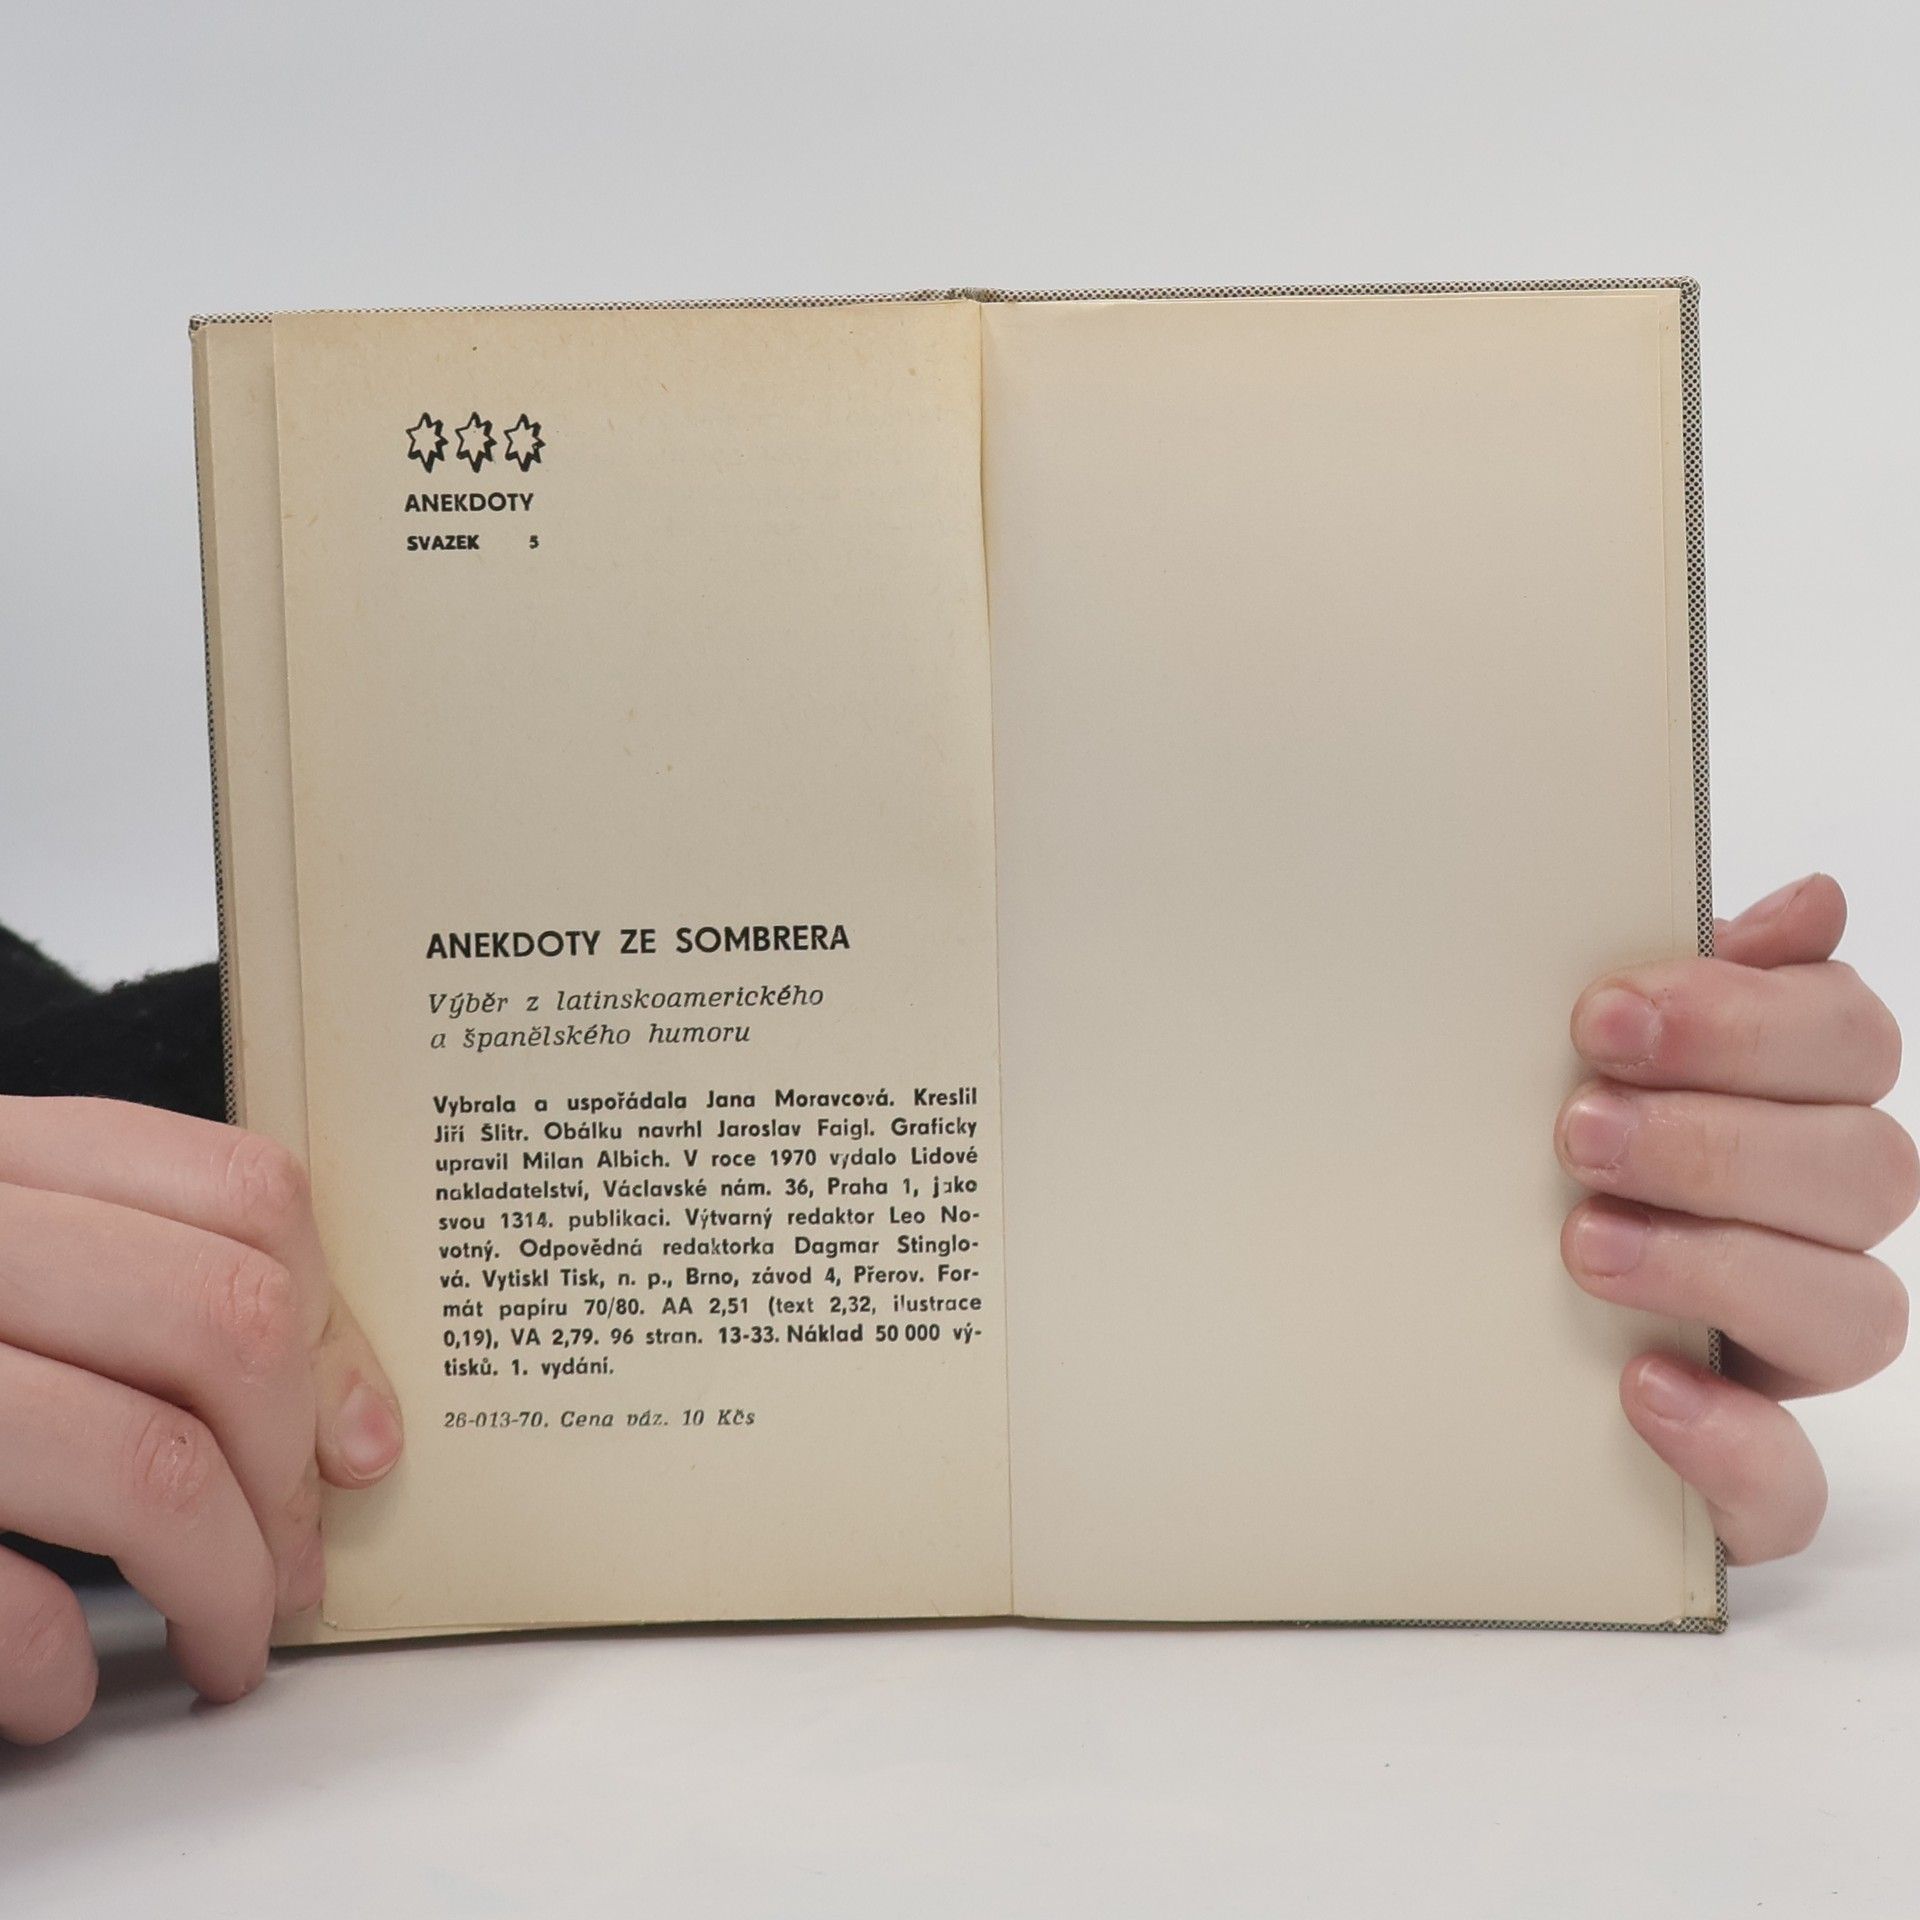 ANEKDOTY
SVAZEK 5
ANEKDOTY ZE SOMBRERA
Výběr z latinskoamerického
a španělského humoru
Vybrala a uspořádala Jana Moravcová. Kreslil
Jiří Šlitr. Obálku navrhl Jaroslav Faigl. Graficky
upravil Milan Albich. V roce 1970 vydalo Lidové
nakladatelství, Václavské nám. 36, Praha 1, jako
svou 1314. publikaci. Výtvarný redaktor Leo No-
votný. Odpovědná redaktorka Dagmar Stinglo-
vá. Vytiskl Tisk, n. p., Brno, závod 4, Přerov. For-
mát papíru 70/80. AA 2,51 (text 2,32, ilustrace
0,19), VA 2,79. 96 stran. 13-33. Náklad 50 000 vý-
tisků. 1. vydání.
26-013-70. Cena váz. 10 Kčs